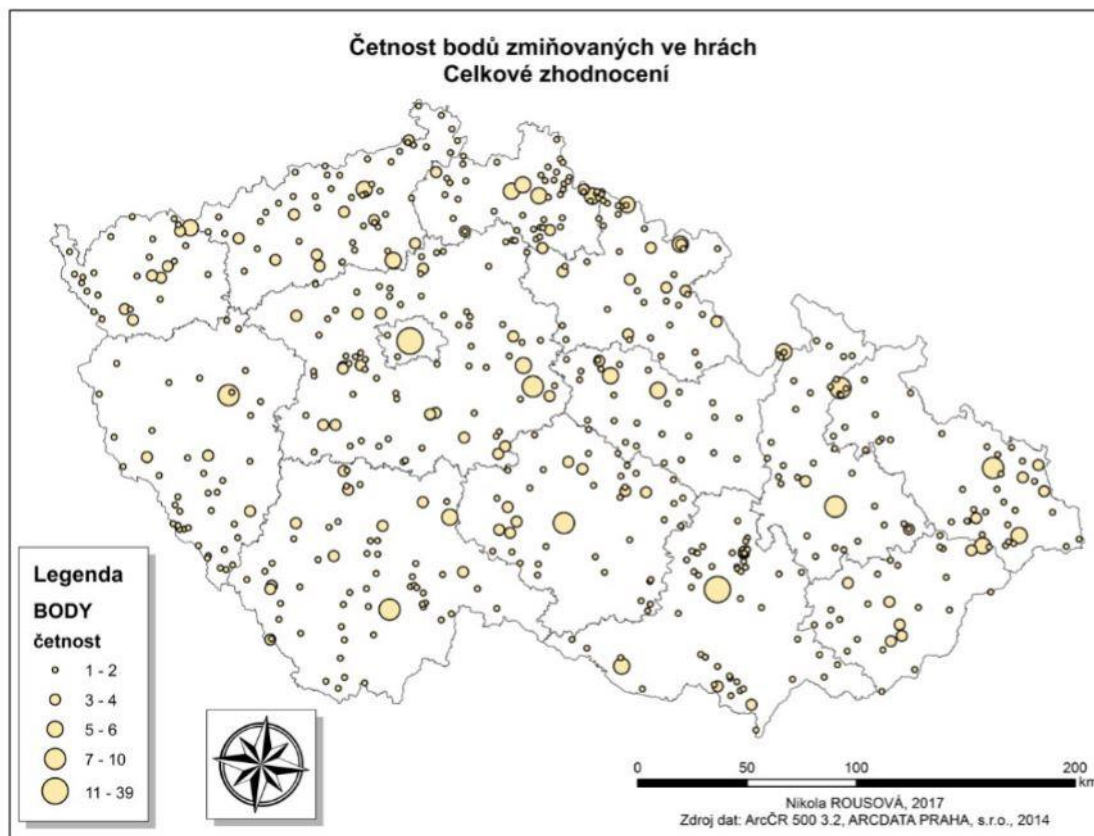 Četnost bodů zmiňovaných ve hrách
Celkové zhodnocení
Legenda
BODY
četnost
1 - 2
3 - 4
5 - 6
7 - 10
11 - 39
0 50 100 200
km
Nikola ROUSOVÁ, 2017
Zdroj dat: ArcČR 500 3.2, ARCDATA PRAHA, s.r.o., 2014